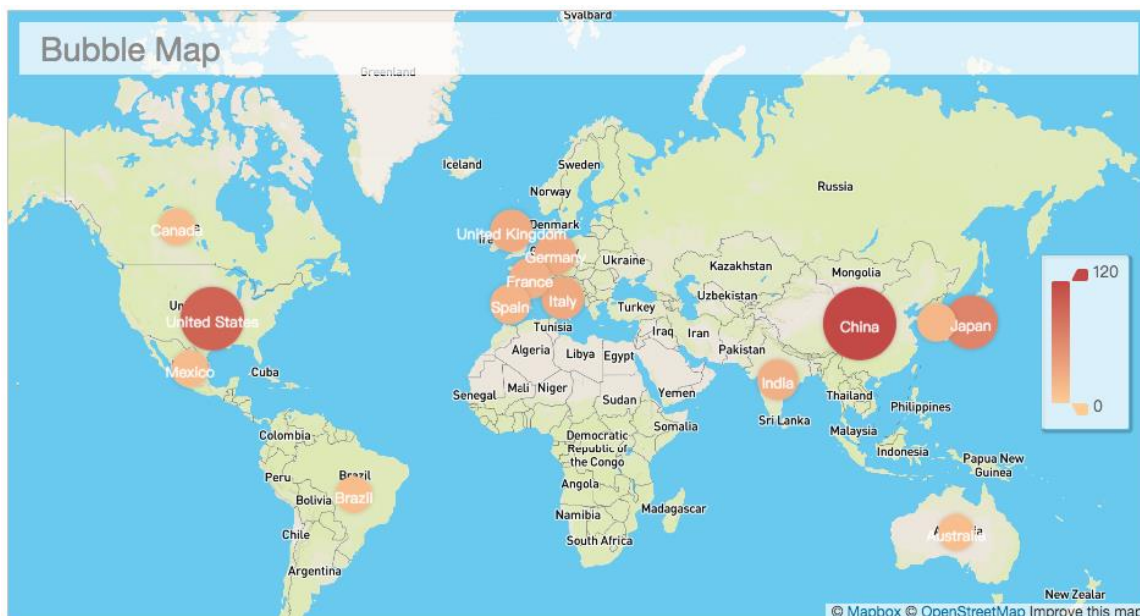 Svalbard
Bubble Map
Greenland
Iceland
Sweden
Norway
Russia
Denmark
Canada
United Kingdom
Germany
Ukraine
Kazakhstan
Mongolia
120
France
Spain
Italy
Uzbekistan
Turkey
United States
China
Japan
Tunisia
Iraq
Iran
Algeria
Libya
Egypt
Pakistan
Mexico
Cuba
India
Mali
Niger
Senegal
Sudan
Yemen
Thailand
Philippines
0
Sri Lanka
Somalia
Malaysia
Colombia
Democratic
Republic of
the Congo
Indonesia
Papua New
Guinea
Peru
Brazil
Bolivia
Brazil
Angola
Namibia
Madagascar
Chile
South Africa
Australia
Argentina
New Zealar
© Mapbox © OpenStreetMap Improve this map